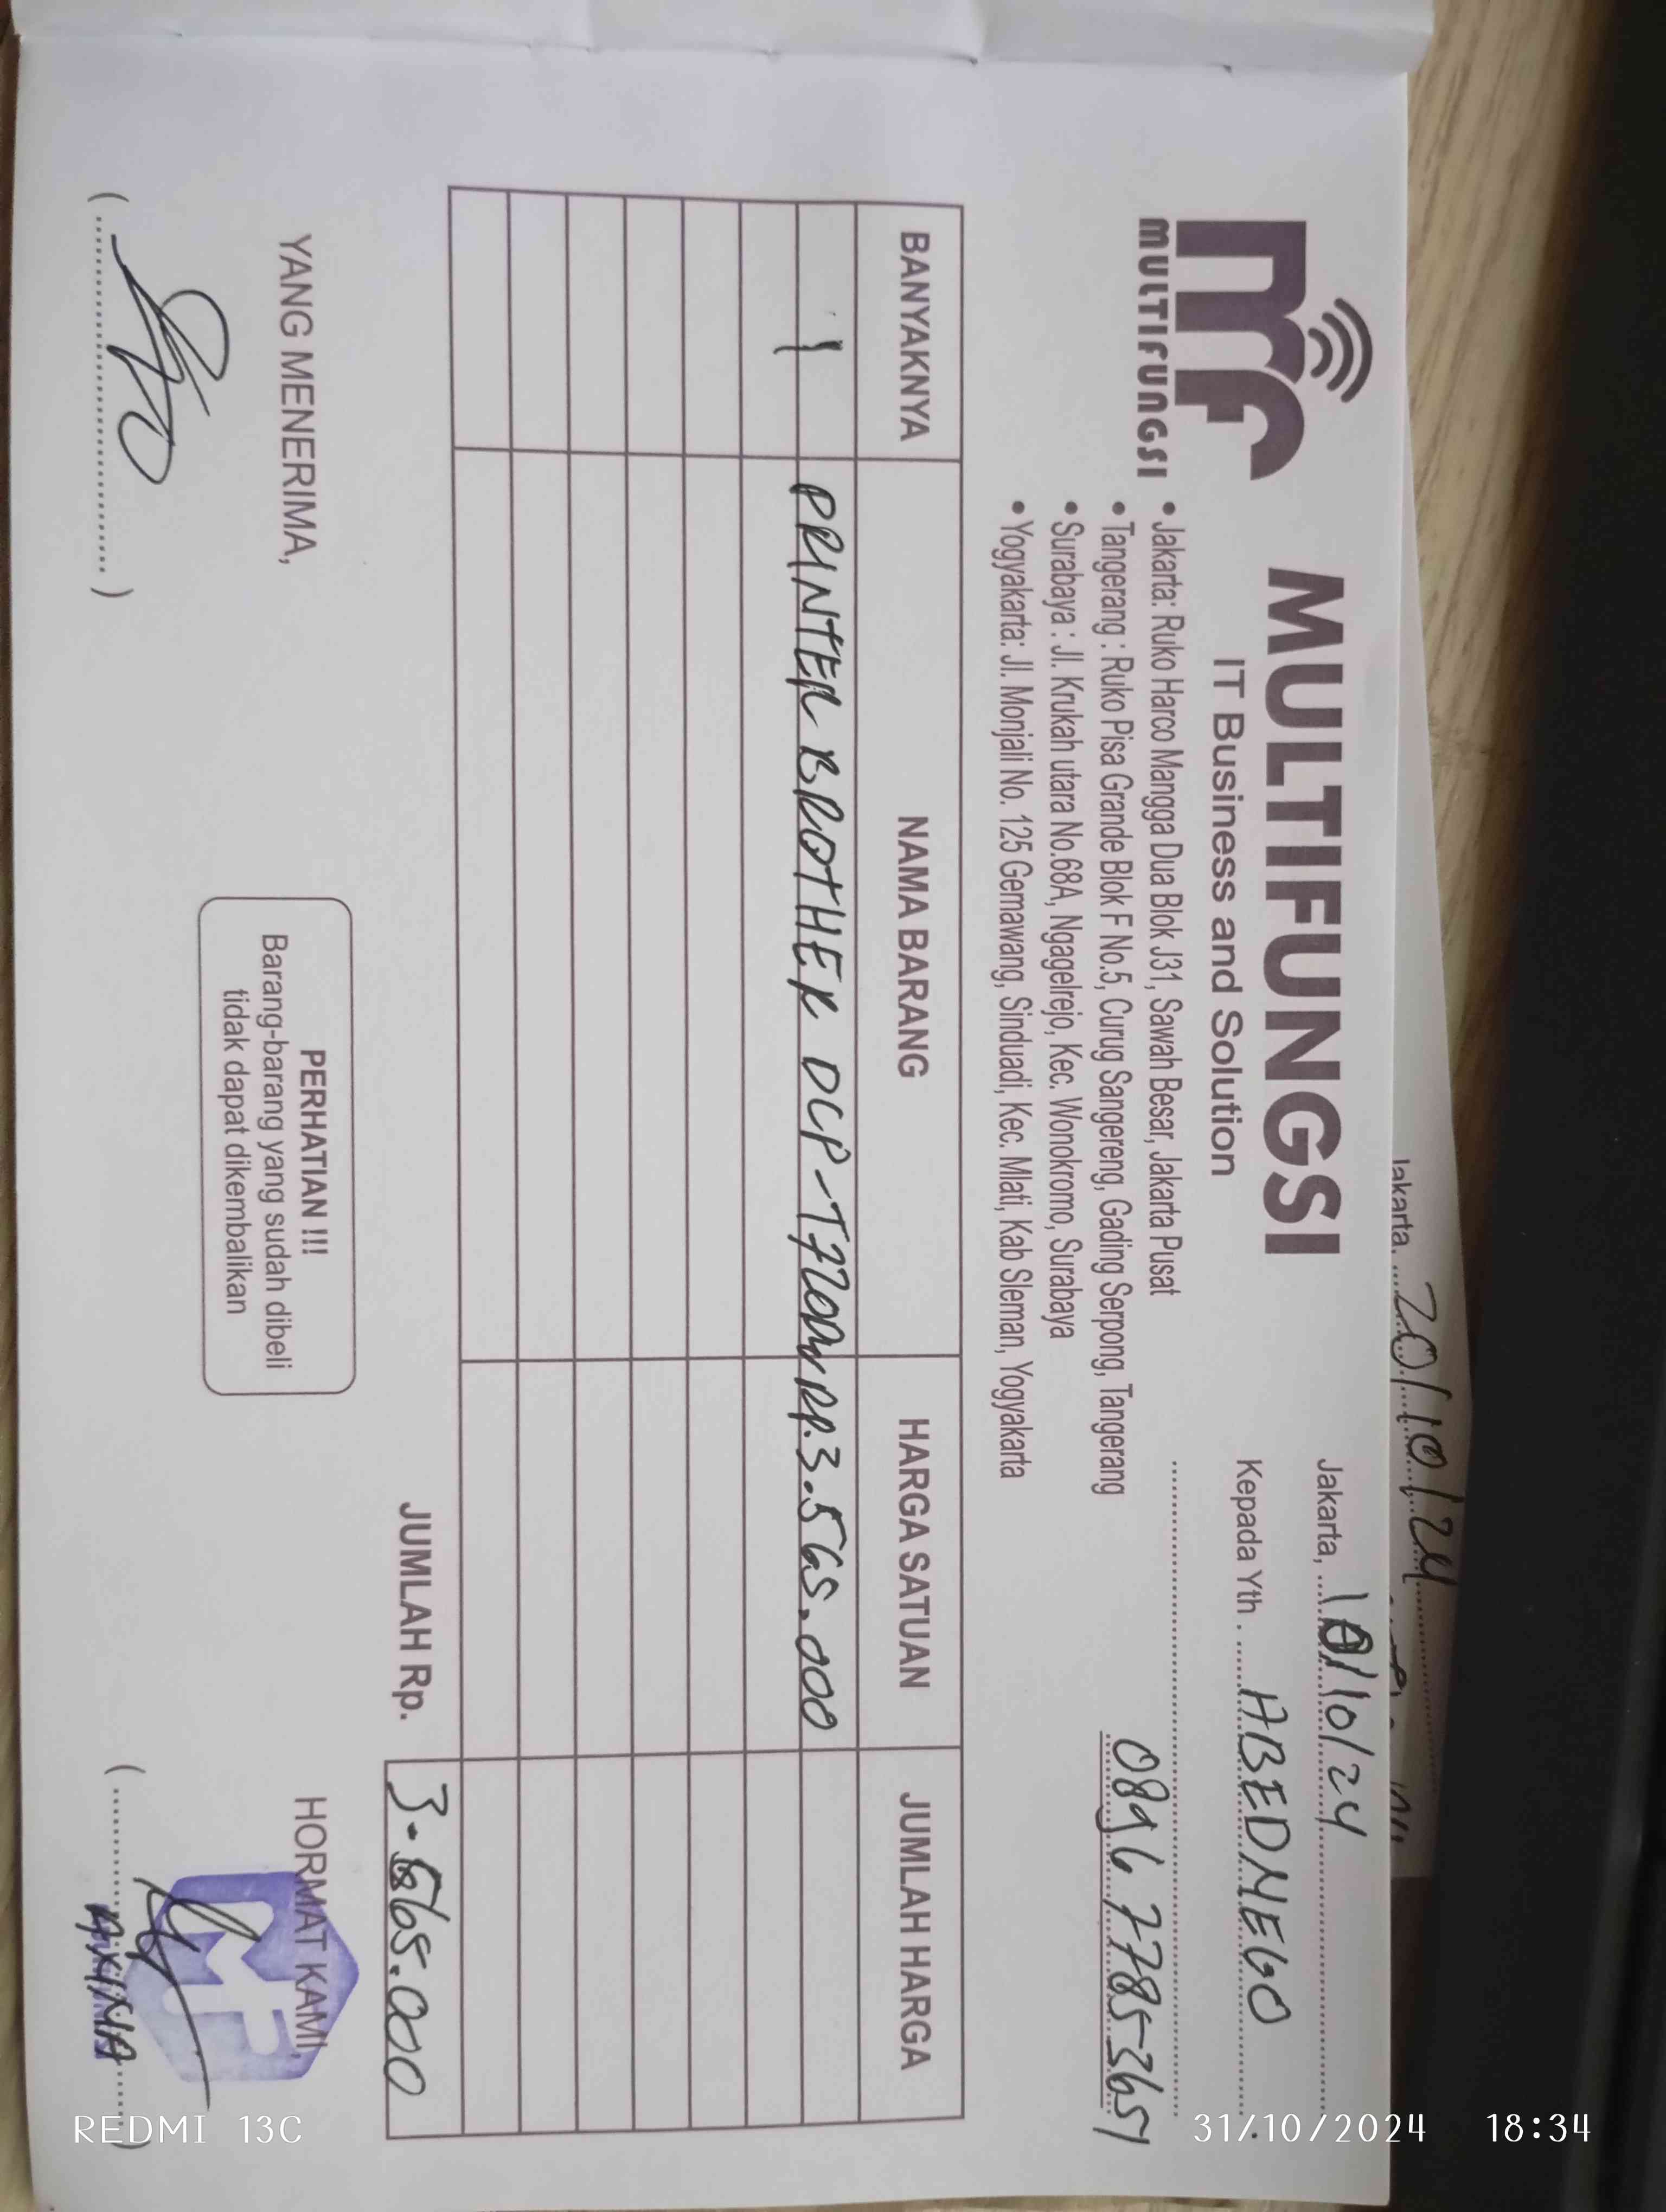 Jakarta, 20/10/24
mf
MULTIFUNGSI
MULTIFUNGSI
IT Business and Solution
• Jakarta: Ruko Harco Mangga Dua Blok J31, Sawah Besar, Jakarta Pusat
• Tangerang : Ruko Pisa Grande Blok F No.5, Curug Sangereng, Gading Serpong, Tangerang
• Surabaya : Jl. Krukah utara No.68A, Ngagelrejo, Kec. Wonokromo, Surabaya
• Yogyakarta: Jl. Monjali No. 125 Gemawang, Sinduadi, Kec. Mlati, Kab Sleman, Yogyakarta
Jakarta, /10/24
Kepada Yth. ABEDNEGO
089677853651
BANYAKNYA NAMA BARANG HARGA SATUAN JUMLAH HARGA
1 PRINTER BROTHER DCP-T720DW RP.3.565.000
JUMLAH Rp. 3.565.000
YANG MENERIMA,
PERHATIAN !!!
Barang-barang yang sudah dibeli
tidak dapat dikembalikan
HORMAT KAMI,
MF
REDMI 13C
31/10/2024 18:34